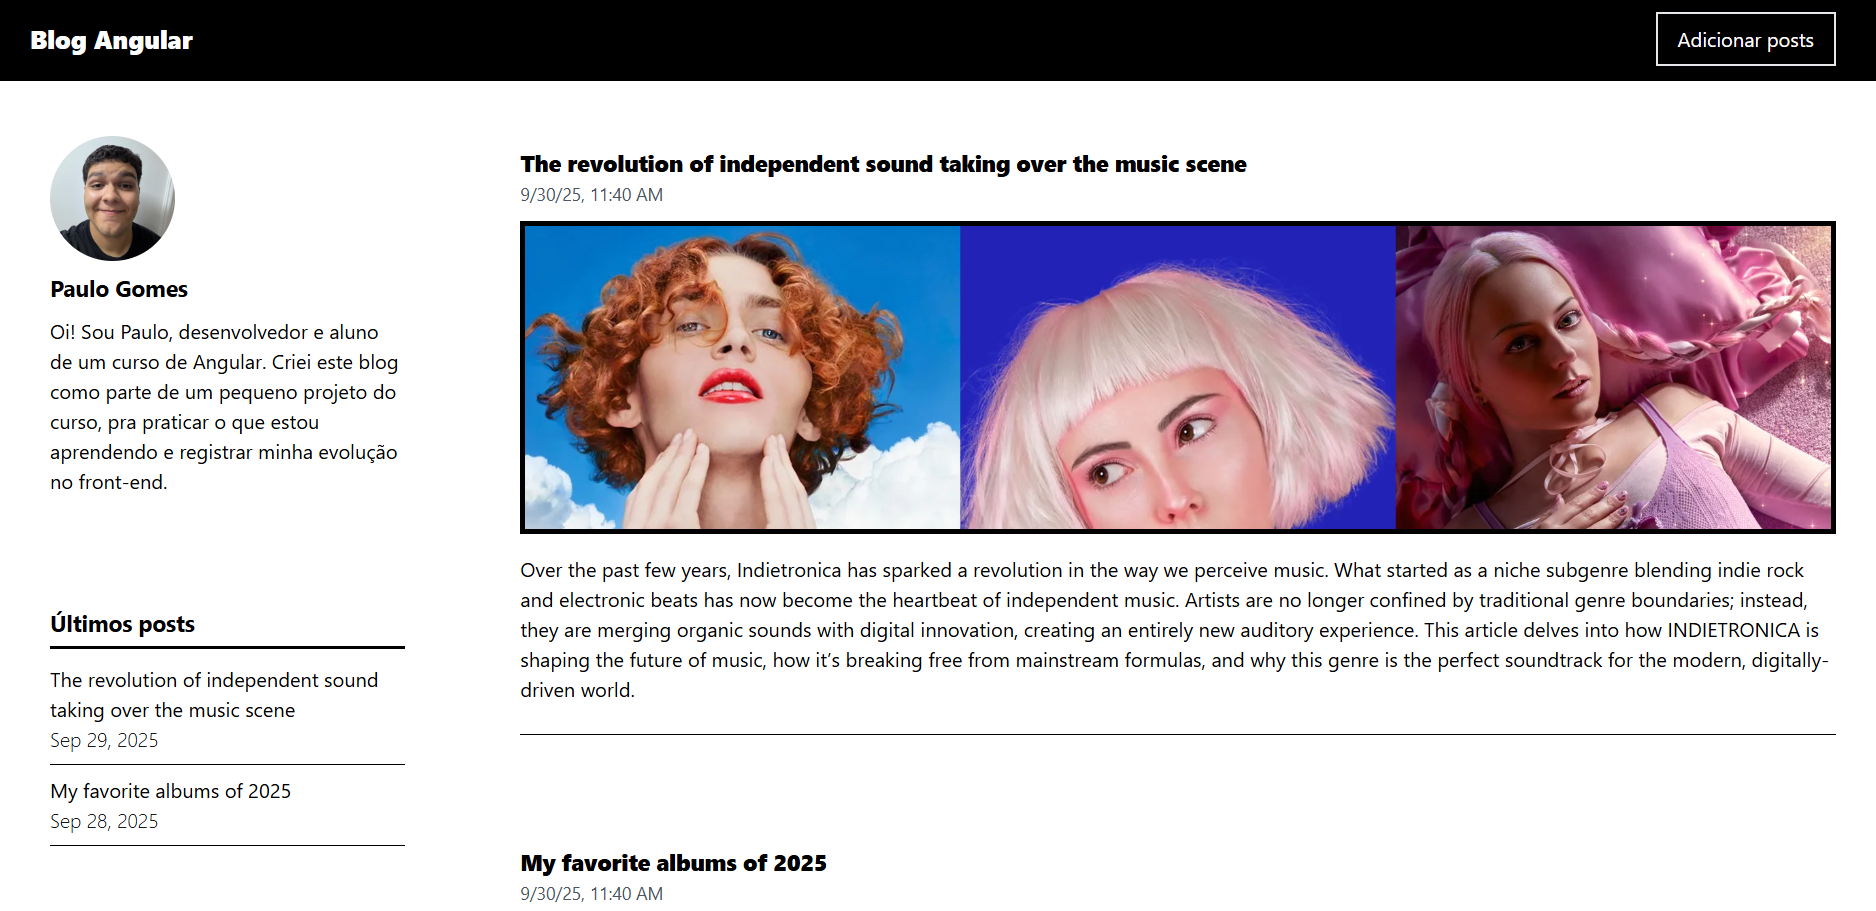 Blog Angular
Adicionar posts
Paulo Gomes
Oi! Sou Paulo, desenvolvedor e aluno
de um curso de Angular. Criei este blog
como parte de um pequeno projeto do
curso, pra praticar o que estou
aprendendo e registrar minha evolução
no front-end.
Últimos posts
The revolution of independent sound
taking over the music scene
Sep 29, 2025
My favorite albums of 2025
Sep 28, 2025
The revolution of independent sound taking over the music scene
9/30/25, 11:40 AM
Over the past few years, Indietronica has sparked a revolution in the way we perceive music. What started as a niche subgenre blending indie rock
and electronic beats has now become the heartbeat of independent music. Artists are no longer confined by traditional genre boundaries; instead,
they are merging organic sounds with digital innovation, creating an entirely new auditory experience. This article delves into how INDIETRONICA is
shaping the future of music, how it’s breaking free from mainstream formulas, and why this genre is the perfect soundtrack for the modern, digitally-
driven world.
My favorite albums of 2025
9/30/25, 11:40 AM